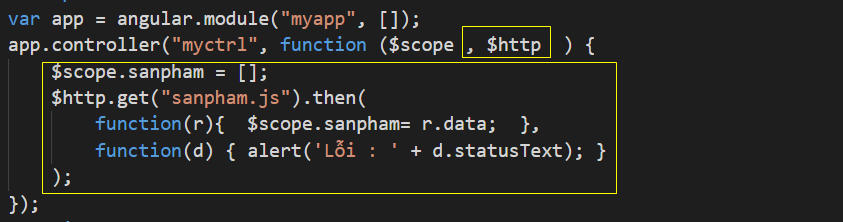 var app = angular.module("myapp", []);
app.controller("myctrl", function ($scope , $http ) {
$scope.sanpham = [];
$http.get("sanpham.js").then(
function(r){ $scope.sanpham= r.data; },
function(d) { alert('Lỗi : ' + d.statusText); }
);
});